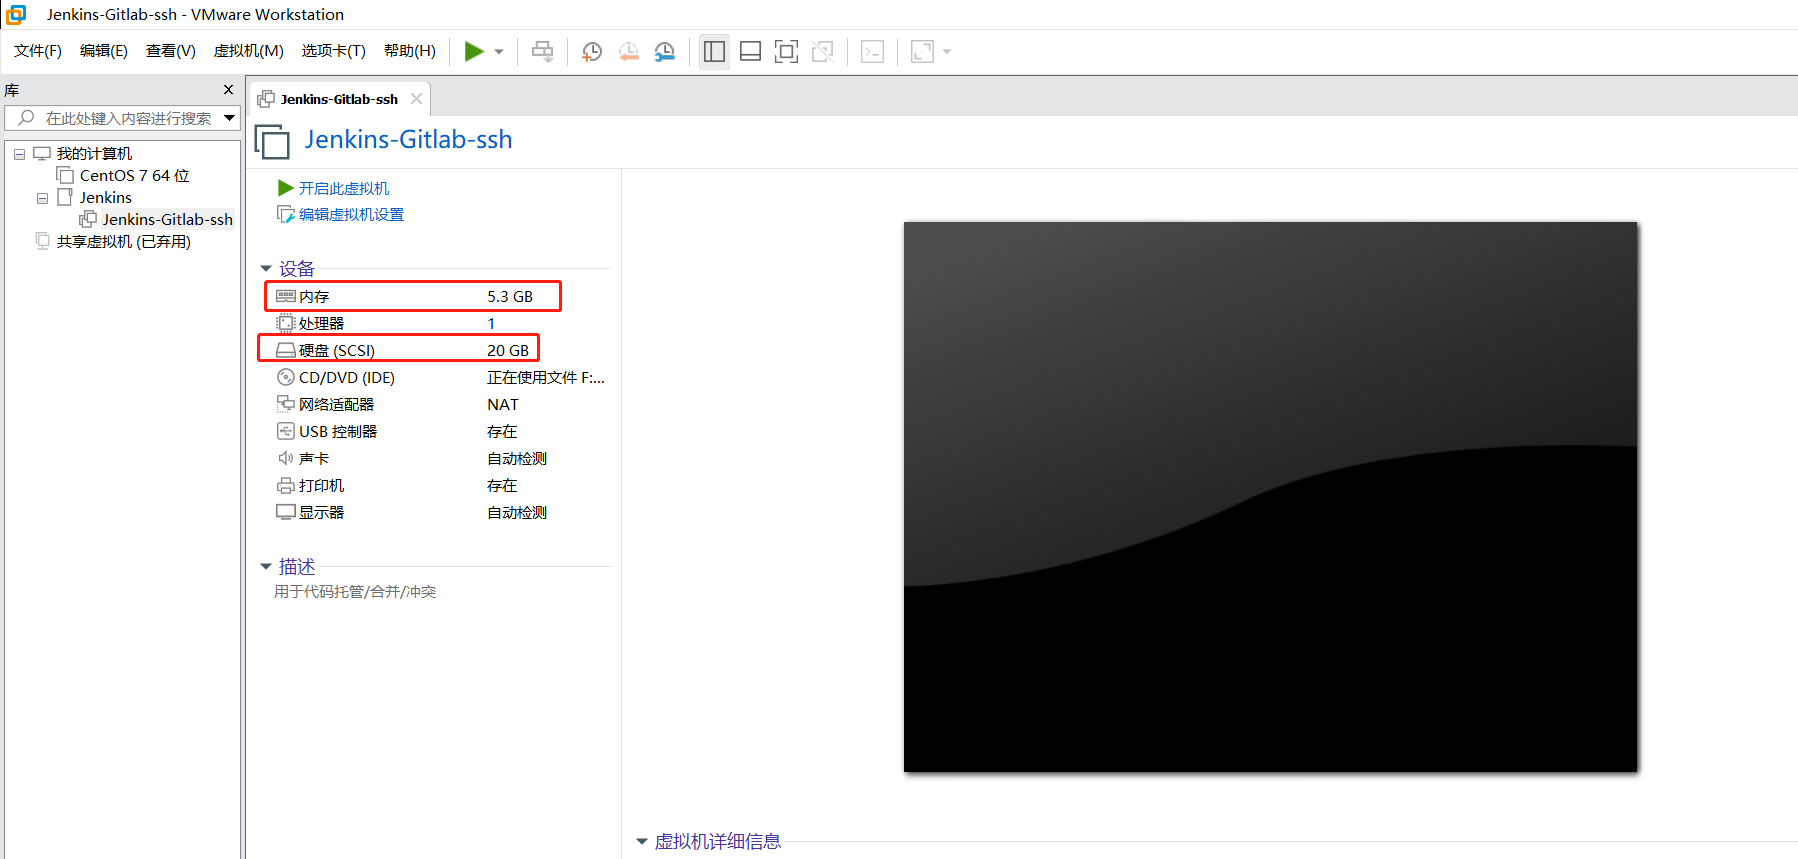 Jenkins-Gitlab-ssh - VMware Workstation
文件(F) 编辑(E) 查看(V) 虚拟机(M) 选项卡(T) 帮助(H)
库
在此处键入内容进行搜索
我的计算机
CentOS 7 64 位
Jenkins
Jenkins-Gitlab-ssh
共享虚拟机 (已弃用)
Jenkins-Gitlab-ssh
Jenkins-Gitlab-ssh
开启此虚拟机
编辑虚拟机设置
设备
内存 5.3 GB
处理器 1
硬盘 (SCSI) 20 GB
CD/DVD (IDE) 正在使用文件 F:...
网络适配器 NAT
USB 控制器 存在
声卡 自动检测
打印机 存在
显示器 自动检测
描述
用于代码托管/合并/冲突
虚拟机详细信息